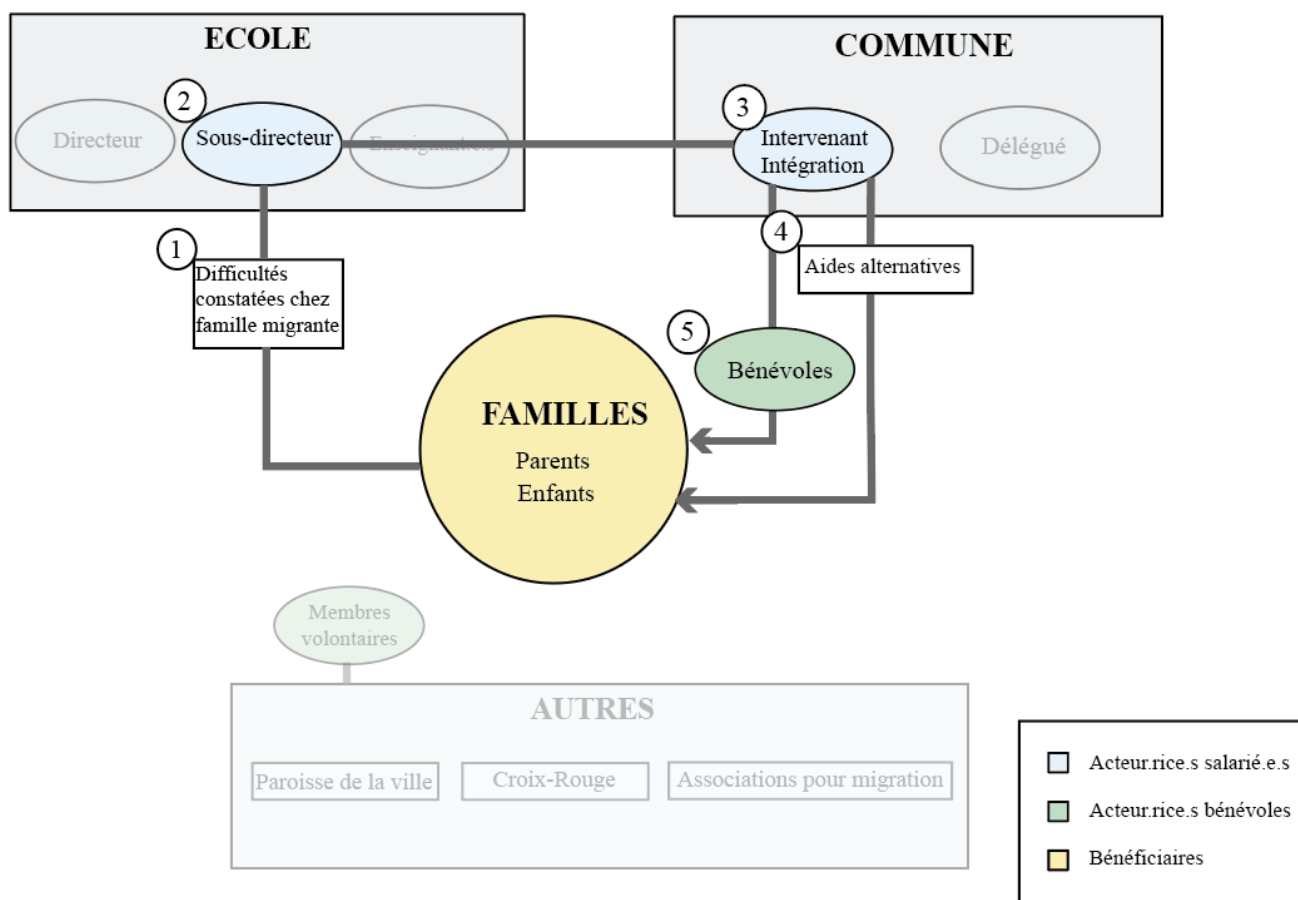 ECOLE
COMMUNE
2
3
Directeur
Sous-directeur
Enseignant.e.s
Intervenant
Intégration
Délégué
1
4
Difficultés
constatées chez
famille migrante
Aides alternatives
5
Bénévoles
FAMILLES
Parents
Enfants
Membres
volontaires
AUTRES
Paroisse de la ville
Croix-Rouge
Associations pour migration
Acteur.rice.s salarié.e.s
Acteur.rice.s bénévoles
Bénéficiaires